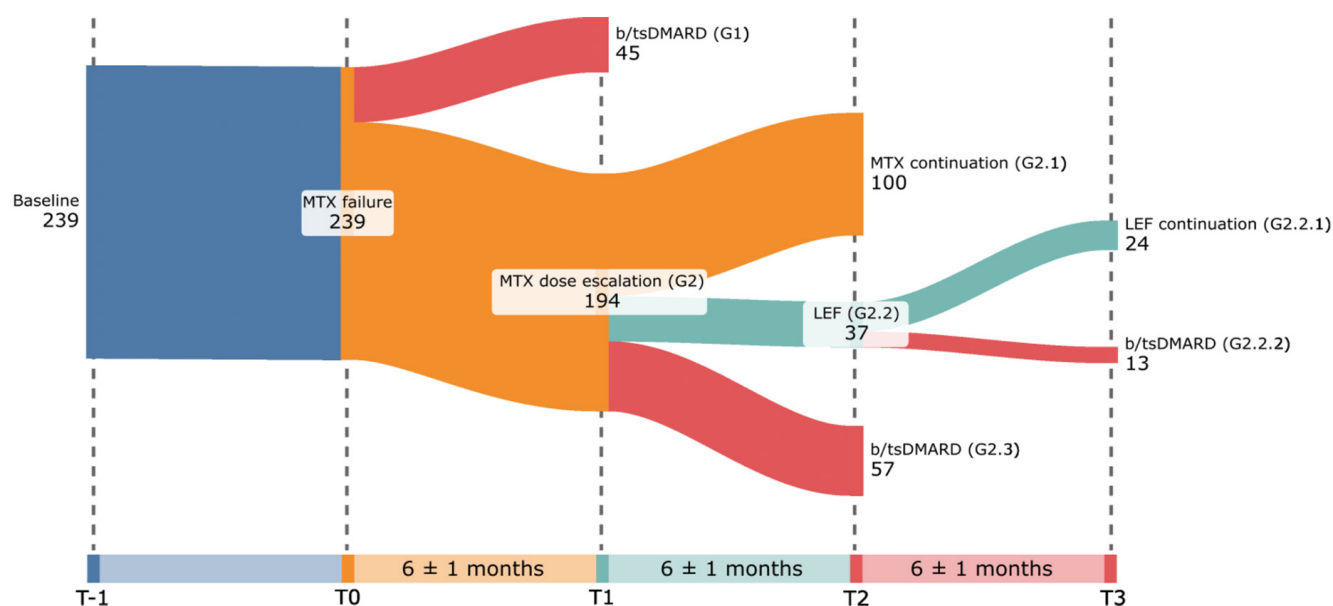 b/tsDMARD (G1)
45
MTX continuation (G2.1)
100
Baseline
239
MTX failure
239
LEF continuation (G2.2.1)
24
MTX dose escalation (G2)
194
LEF (G2.2)
37
b/tsDMARD (G2.2.2)
13
b/tsDMARD (G2.3)
57
6 ± 1 months
6 ± 1 months
6 ± 1 months
T-1
T0
T1
T2
T3